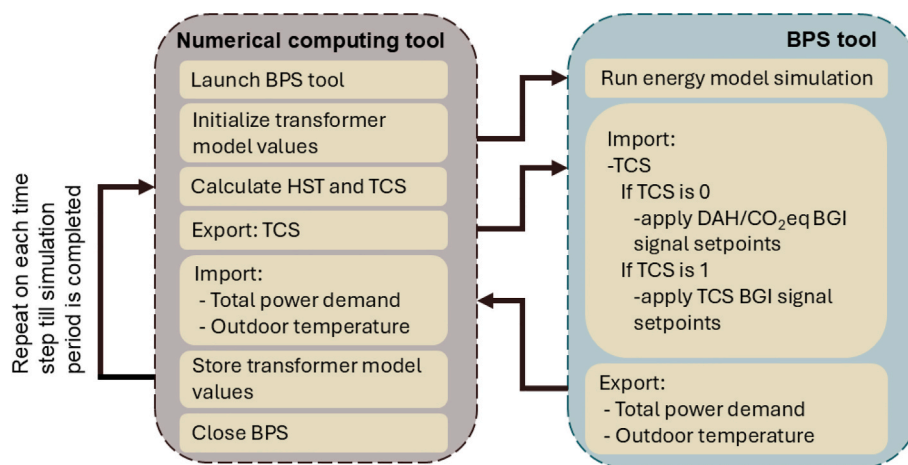 Numerical computing tool
Launch BPS tool
Initialize transformer
model values
Calculate HST and TCS
Export: TCS
Import:
- Total power demand
- Outdoor temperature
Store transformer model
values
Close BPS
Repeat on each time
step till simulation
period is completed
BPS tool
Run energy model simulation
Import:
-TCS
If TCS is 0
-apply DAH/CO₂eq BGI
signal setpoints
If TCS is 1
-apply TCS BGI signal
setpoints
Export:
- Total power demand
- Outdoor temperature